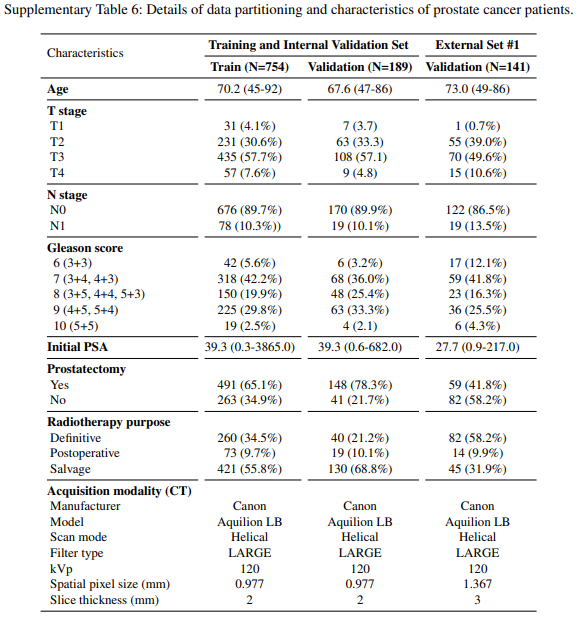 Supplementary Table 6: Details of data partitioning and characteristics of prostate cancer patients.
Characteristics Training and Internal Validation Set External Set #1
Train (N=754) Validation (N=189) Validation (N=141)
Age 70.2 (45-92) 67.6 (47-86) 73.0 (49-86)
T stage
T1 31 (4.1%) 7 (3.7) 1 (0.7%)
T2 231 (30.6%) 63 (33.3) 55 (39.0%)
T3 435 (57.7%) 108 (57.1) 70 (49.6%)
T4 57 (7.6%) 9 (4.8) 15 (10.6%)
N stage
N0 676 (89.7%) 170 (89.9%) 122 (86.5%)
N1 78 (10.3%)) 19 (10.1%) 19 (13.5%)
Gleason score
6 (3+3) 42 (5.6%) 6 (3.2%) 17 (12.1%)
7 (3+4, 4+3) 318 (42.2%) 68 (36.0%) 59 (41.8%)
8 (3+5, 4+4, 5+3) 150 (19.9%) 48 (25.4%) 23 (16.3%)
9 (4+5, 5+4) 225 (29.8%) 63 (33.3%) 36 (25.5%)
10 (5+5) 19 (2.5%) 4 (2.1) 6 (4.3%)
Initial PSA 39.3 (0.3-3865.0) 39.3 (0.6-682.0) 27.7 (0.9-217.0)
Prostatectomy
Yes 491 (65.1%) 148 (78.3%) 59 (41.8%)
No 263 (34.9%) 41 (21.7%) 82 (58.2%)
Radiotherapy purpose
Definitive 260 (34.5%) 40 (21.2%) 82 (58.2%)
Postoperative 73 (9.7%) 19 (10.1%) 14 (9.9%)
Salvage 421 (55.8%) 130 (68.8%) 45 (31.9%)
Acquisition modality (CT)
Manufacturer Canon Canon Canon
Model Aquilion LB Aquilion LB Aquilion LB
Scan mode Helical Helical Helical
Filter type LARGE LARGE LARGE
kVp 120 120 120
Spatial pixel size (mm) 0.977 0.977 1.367
Slice thickness (mm) 2 2 3